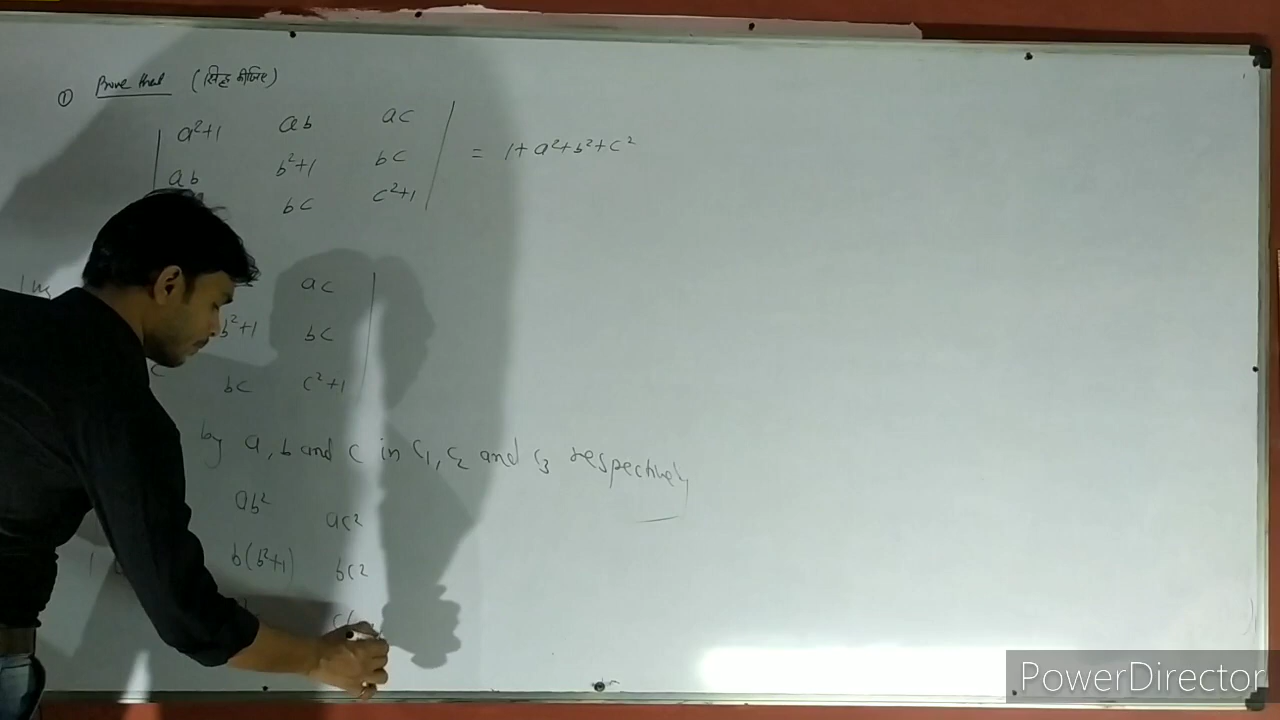 ① Prove that (सिद्ध कीजिए)
a²+1 ab ac
ab b²+1 bc = 1+a²+b²+c²
bc c²+1
ac
b²+1 bc
c bc c²+1
by a, b and c in c₁, c₂ and c₃ respectively
ab² ac²
b(b²+1) bc²
PowerDirector